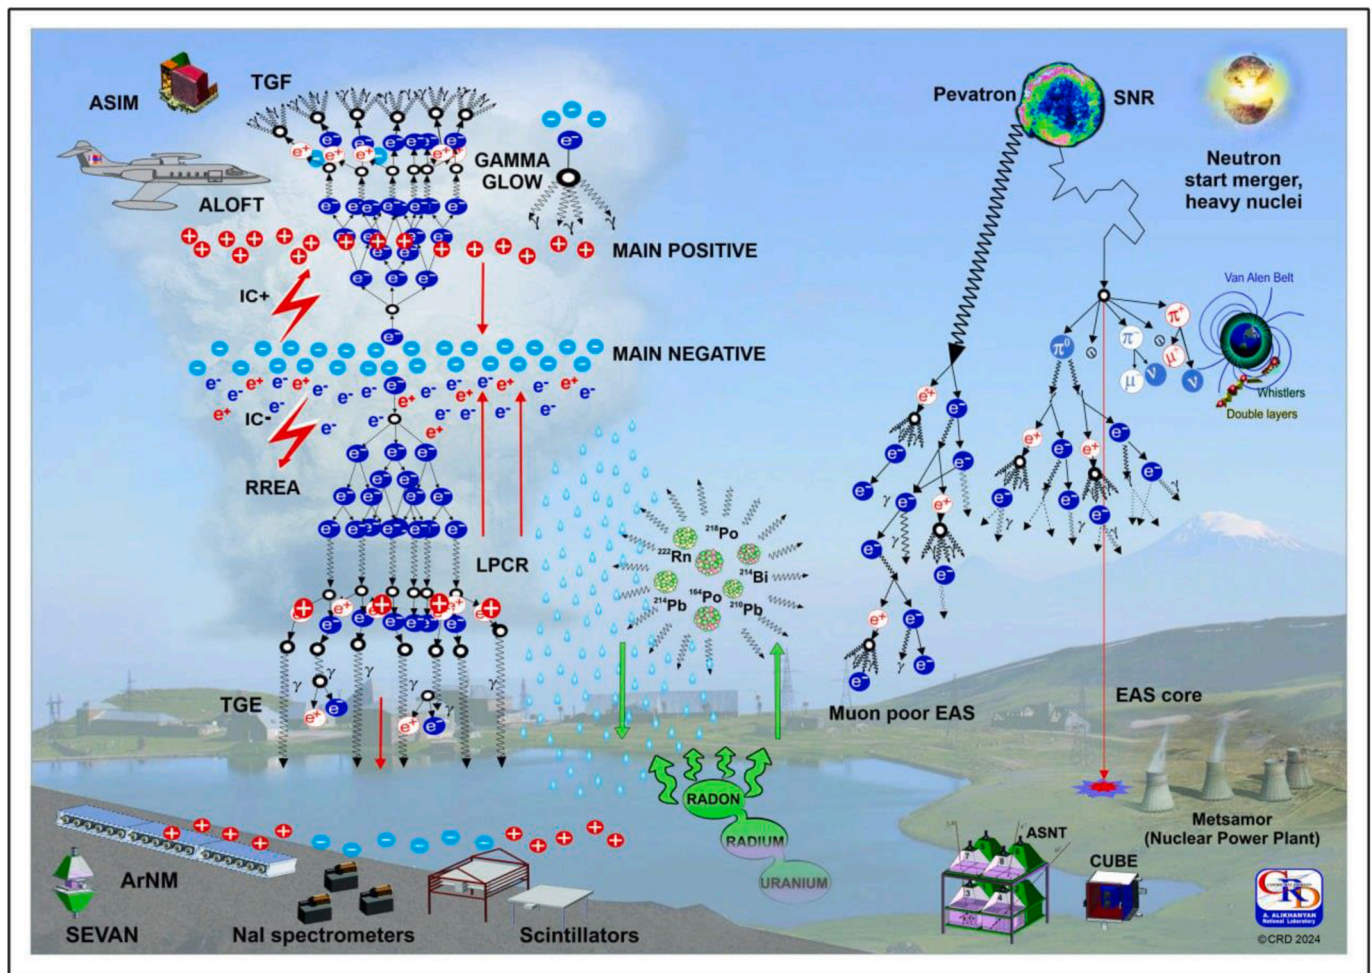 TGF
ASIM
ALOFT
GAMMA
GLOW
Pevatron
SNR
Neutron
start merger,
heavy nuclei
MAIN POSITIVE
IC+
MAIN NEGATIVE
IC-
RREA
LPCR
TGE
Van Alen Belt
Whistlers
Double layers
π⁰
π⁻
π⁺
μ⁺
μ⁻
ν
ν
e⁺
e⁻
γ
²¹⁸Po
²²²Rn
²¹⁴Bi
²¹⁴Pb
¹⁶⁴Po
²¹⁰Pb
Muon poor EAS
EAS core
RADON
RADIUM
URANIUM
Metsamor
(Nuclear Power Plant)
ASNT
CUBE
ArNM
SEVAN
NaI spectrometers
Scintillators
CRD
A. ALIKHANYAN
National Laboratory
©CRD 2024